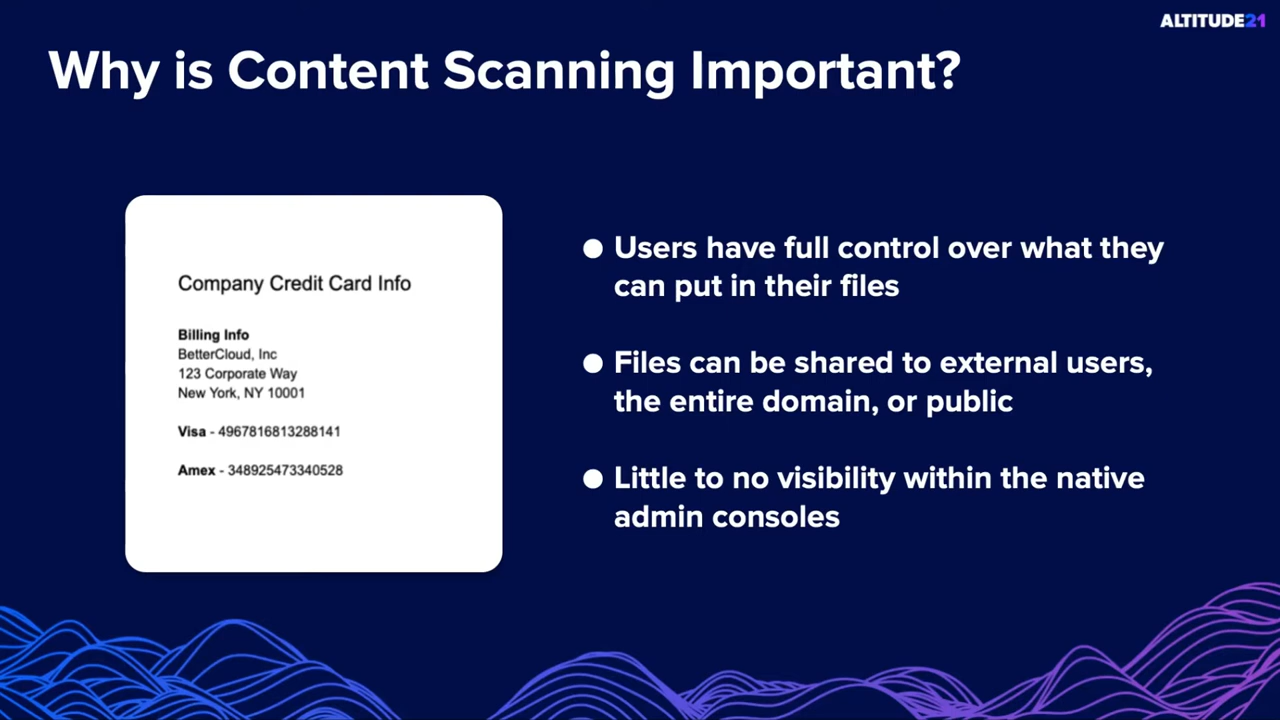 ALTITUDE21
Why is Content Scanning Important?
Company Credit Card Info
Billing Info
BetterCloud, Inc
123 Corporate Way
New York, NY 10001
Visa - 4967816813288141
Amex - 348925473340528
● Users have full control over what they
can put in their files
● Files can be shared to external users,
the entire domain, or public
● Little to no visibility within the native
admin consoles